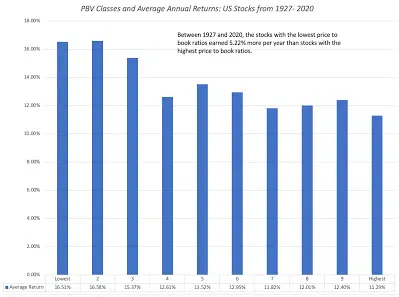 PBV Classes and Average Annual Returns: US Stocks from 1927- 2020
Between 1927 and 2020, the stocks with the lowest price to
book ratios earned 5.22% more per year than stocks with the
highest price to book ratios.
18.00%
16.00%
14.00%
12.00%
10.00%
8.00%
6.00%
4.00%
2.00%
0.00%
Lowest 2 3 4 5 6 7 8 9 Highest
Average Return 16.51% 16.58% 15.37% 12.61% 12.95% 11.82% 12.01% 12.40% 11.29%